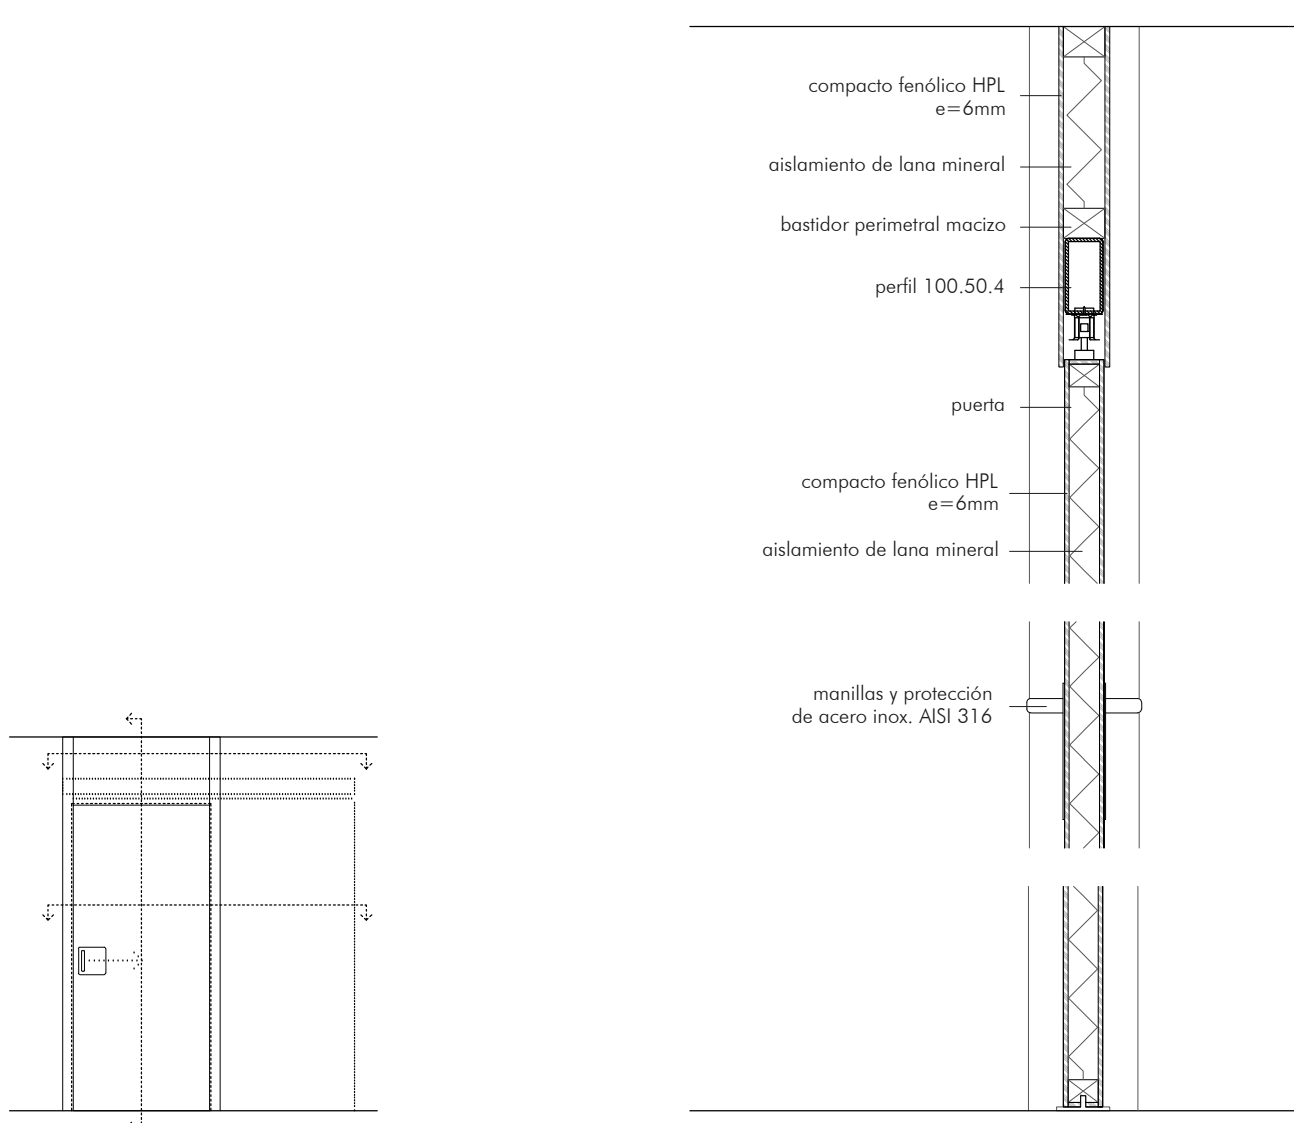 compacto fenólico HPL
e=6mm
aislamiento de lana mineral
bastidor perimetral macizo
perfil 100.50.4
puerta
compacto fenólico HPL
e=6mm
aislamiento de lana mineral
manillas y protección
de acero inox. AISI 316